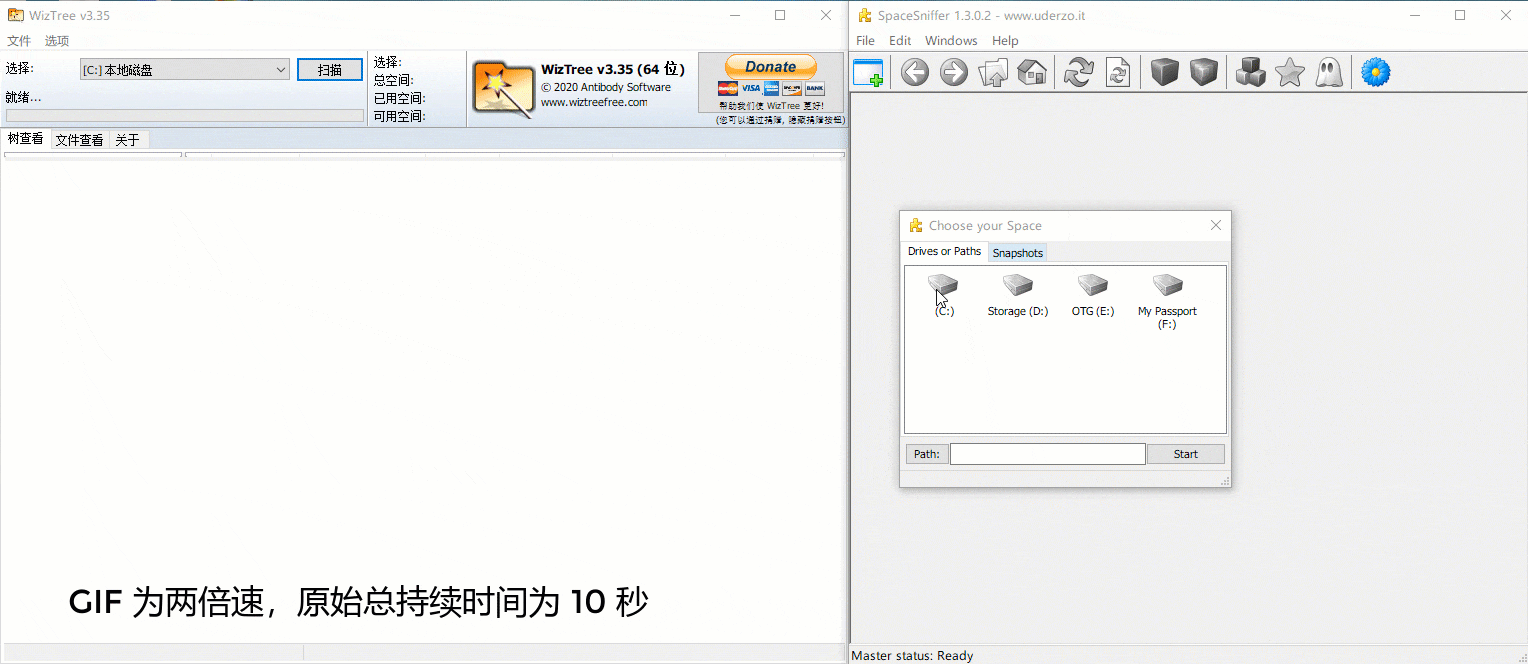 WizTree v3.35
文件 选项
选择:
[C:] 本地磁盘
扫描
就绪...
选择:
总空间:
已用空间:
可用空间:
WizTree v3.35 (64 位)
© 2020 Antibody Software
www.wiztreefree.com
Donate
VISA
BANK
帮助我们使 WizTree 更好!
(您可以通过捐赠, 隐藏捐赠按钮)
树查看 文件查看 关于
GIF 为两倍速，原始总持续时间为 10 秒
SpaceSniffer 1.3.0.2 - www.uderzo.it
File Edit Windows Help
Choose your Space
Drives or Paths Snapshots
(C:) Storage (D:) OTG (E:) My Passport
(F:)
Path: Start
Master status: Ready